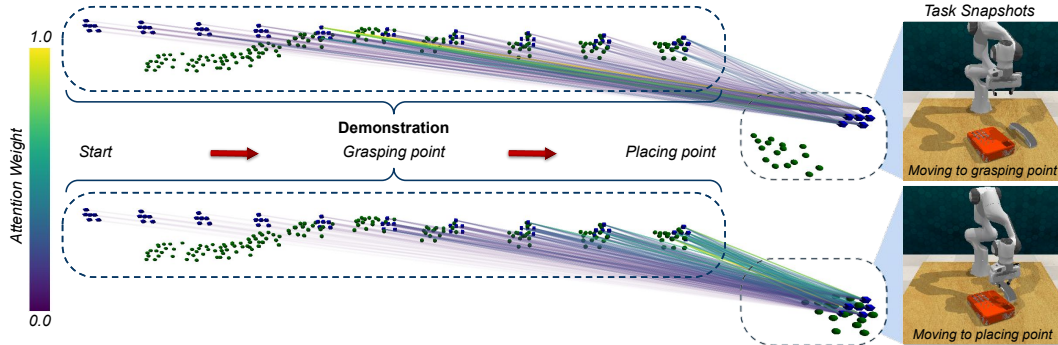 Task Snapshots
1.0
Attention Weight
0.0
Demonstration
Start
Grasping point
Placing point
Moving to grasping point
Moving to placing point